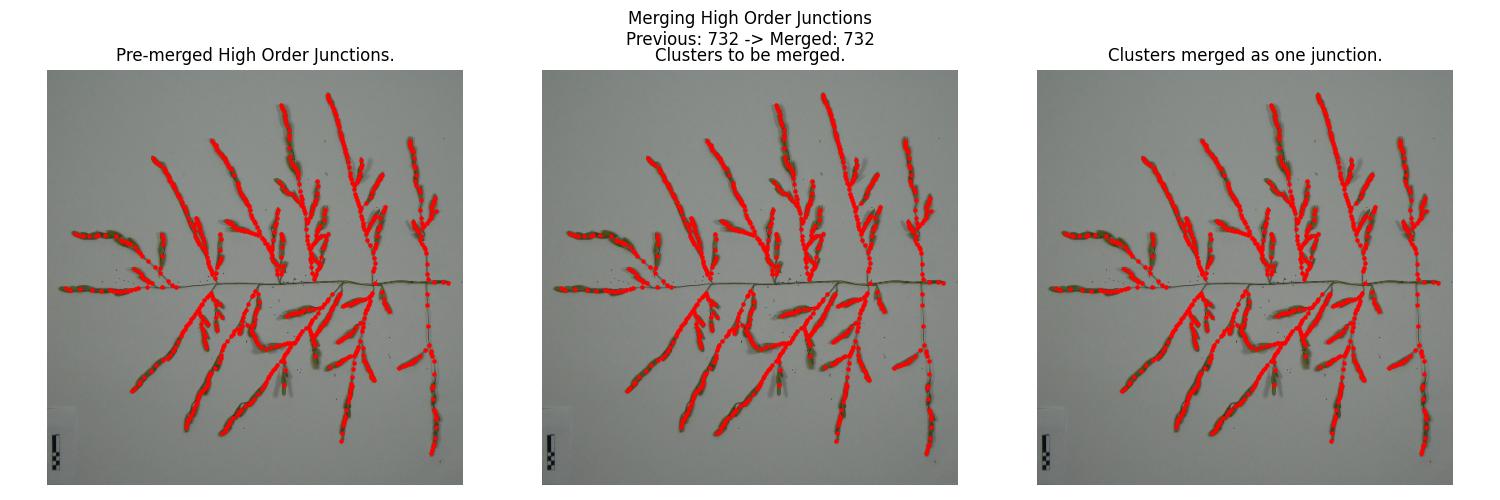 Merging High Order Junctions
Previous: 732 -> Merged: 732
Pre-merged High Order Junctions.
Clusters to be merged.
Clusters merged as one junction.